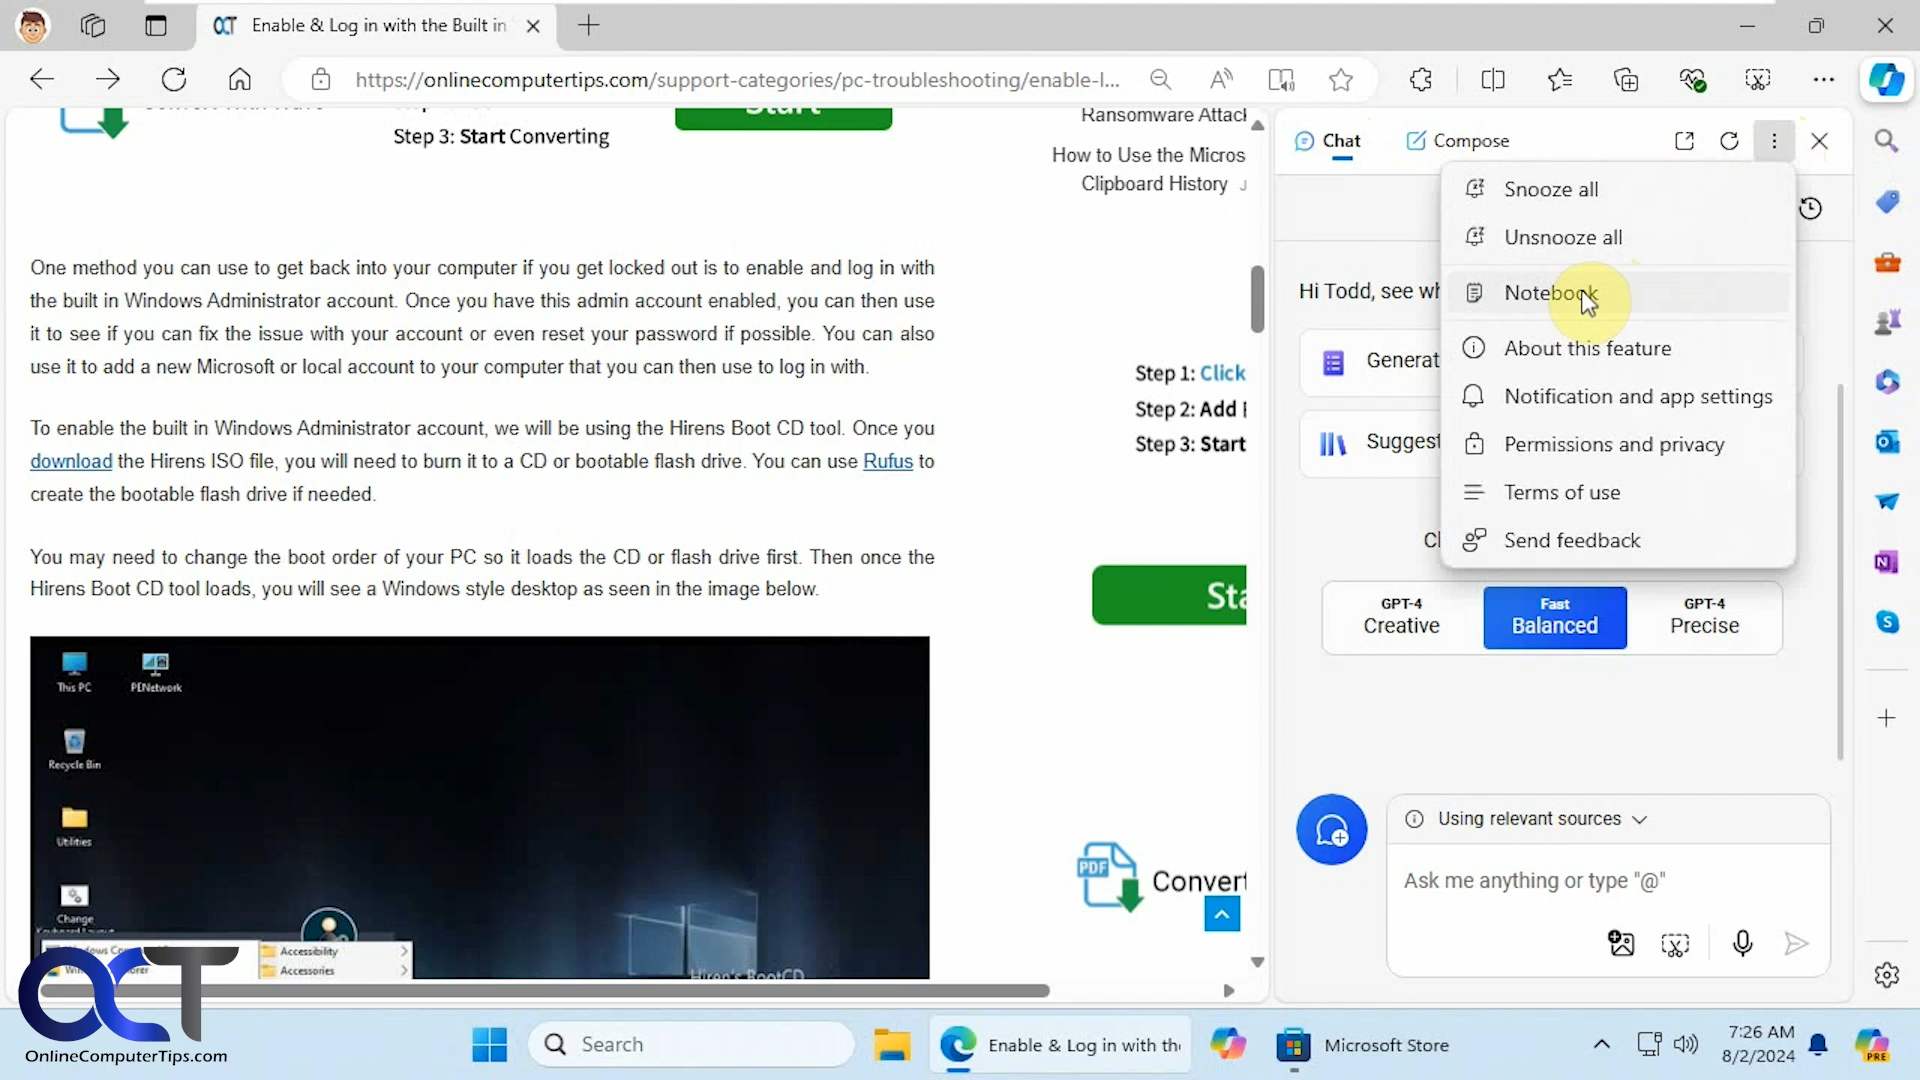 Enable & Log in with the Built in
https://onlinecomputertips.com/support-categories/pc-troubleshooting/enable-l...
Step 3: Start Converting
Start
Ransomware Attack
How to Use the Micros
Clipboard History
One method you can use to get back into your computer if you get locked out is to enable and log in with
the built in Windows Administrator account. Once you have this admin account enabled, you can then use
it to see if you can fix the issue with your account or even reset your password if possible. You can also
use it to add a new Microsoft or local account to your computer that you can then use to log in with.
To enable the built in Windows Administrator account, we will be using the Hirens Boot CD tool. Once you
download the Hirens ISO file, you will need to burn it to a CD or bootable flash drive. You can use Rufus to
create the bootable flash drive if needed.
You may need to change the boot order of your PC so it loads the CD or flash drive first. Then once the
Hirens Boot CD tool loads, you will see a Windows style desktop as seen in the image below.
This PC
PENetwork
Recycle Bin
Utilities
Change
Accessibility
Accessories
Hiren's BootCD
Step 1: Click
Step 2: Add
Step 3: Start
Sta
PDF
Convert
Chat
Compose
Snooze all
Unsnooze all
Notebook
About this feature
Notification and app settings
Permissions and privacy
Terms of use
Send feedback
Hi Todd, see wh
Generat
Suggest
GPT-4
Creative
Fast
Balanced
GPT-4
Precise
Using relevant sources
Ask me anything or type "@"
OCT
OnlineComputerTips.com
Search
Enable & Log in with the
Microsoft Store
7:26 AM
8/2/2024
PRE